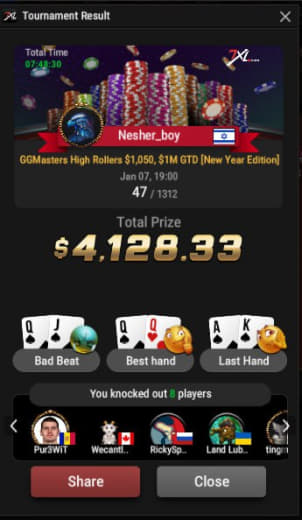 7XL Tournament Result
Total Time
07:48:30
7XL
Nesher_boy
GGMasters High Rollers $1,050, $1M GTD [New Year Edition]
Jan 07, 19:00
47 / 1312
Total Prize
$4,128.33
Q J
Q Q
A K
Bad Beat
Best hand
Last Hand
You knocked out 8 players
Pur3WiT
Wecantl..
RickySp..
Land Lub..
Share
Close